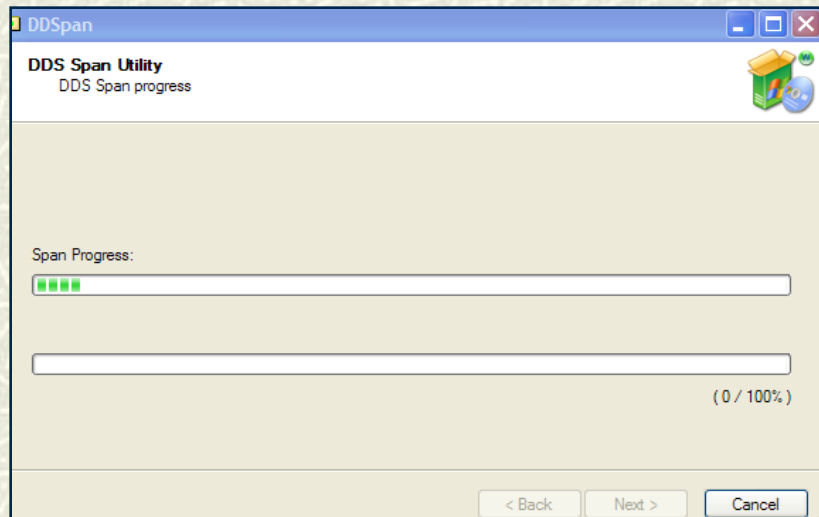 DDSpan
DDS Span Utility
DDS Span progress
Span Progress:
( 0 / 100% )
< Back Next > Cancel